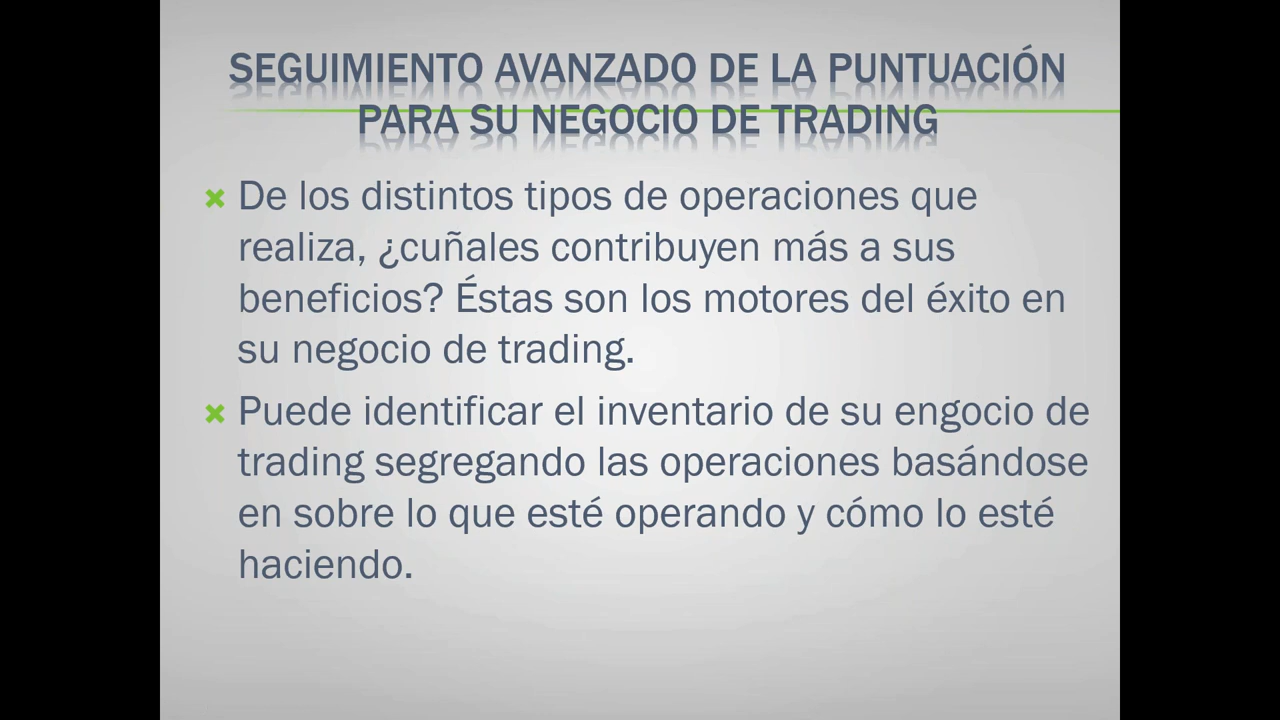 SEGUIMIENTO AVANZADO DE LA PUNTUACIÓN
PARA SU NEGOCIO DE TRADING
De los distintos tipos de operaciones que
realiza, ¿cuñales contribuyen más a sus
beneficios? Éstas son los motores del éxito en
su negocio de trading.
Puede identificar el inventario de su engocio de
trading segregando las operaciones basándose
en sobre lo que esté operando y cómo lo esté
haciendo.